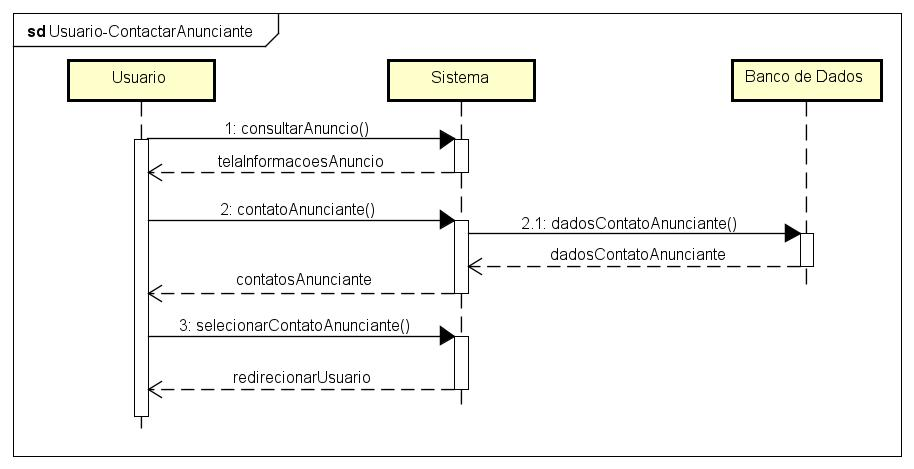 sd Usuario-ContactarAnunciante
Usuario
Sistema
Banco de Dados
1: consultarAnuncio()
telaInformacoesAnuncio
2: contatoAnunciante()
2.1: dadosContatoAnunciante()
dadosContatoAnunciante
contatosAnunciante
3: selecionarContatoAnunciante()
redirecionarUsuario